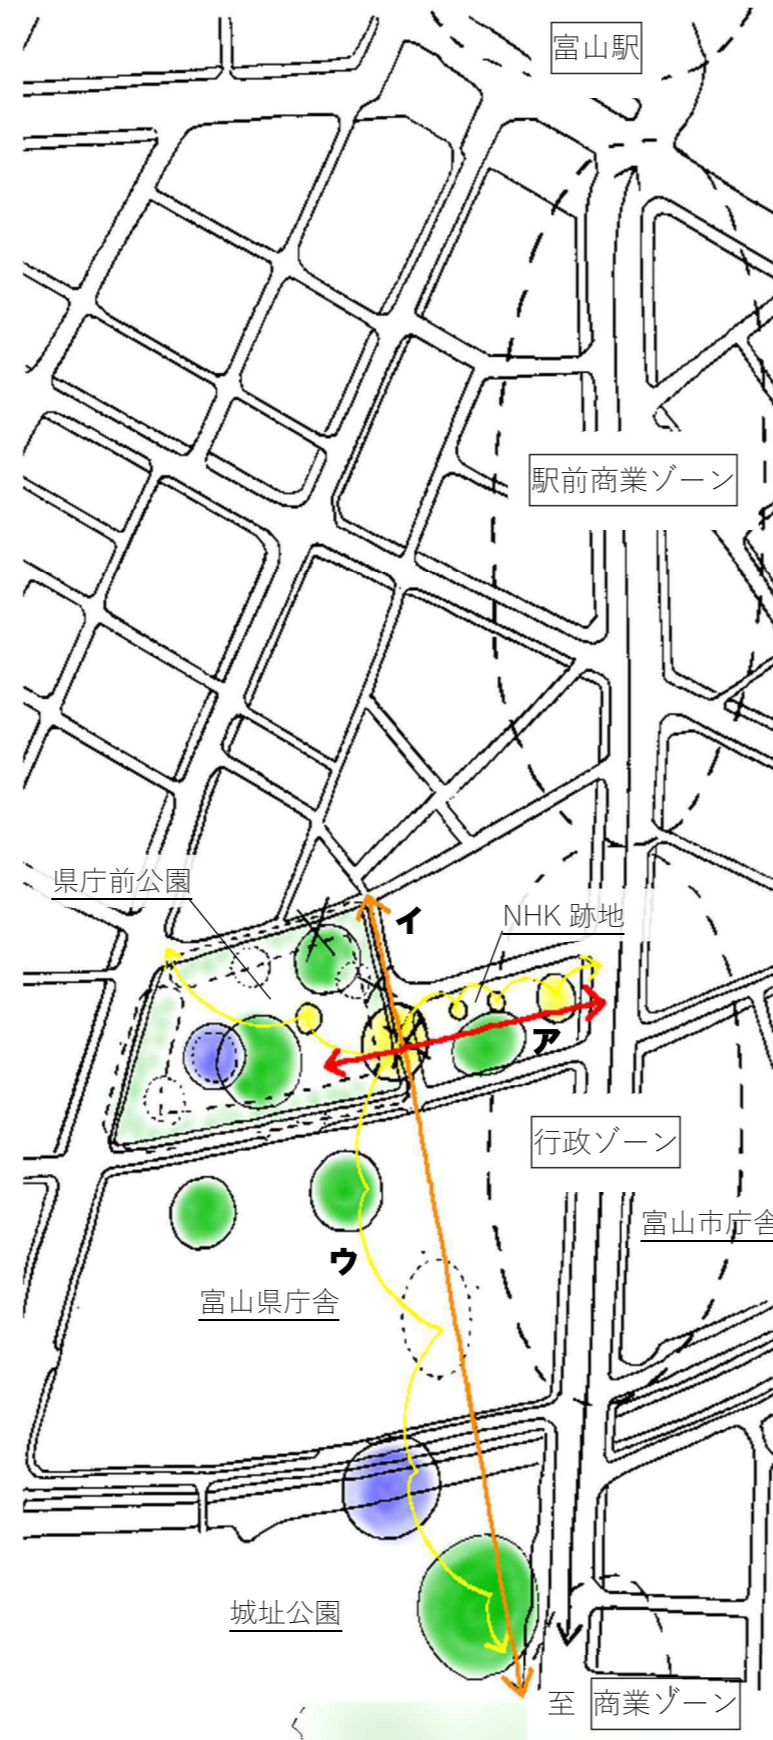 富山駅
駅前商業ゾーン
県庁前公園
イ
NHK 跡地
ア
行政ゾーン
富山市庁舎
ウ
富山県庁舎
城址公園
至 商業ゾーン